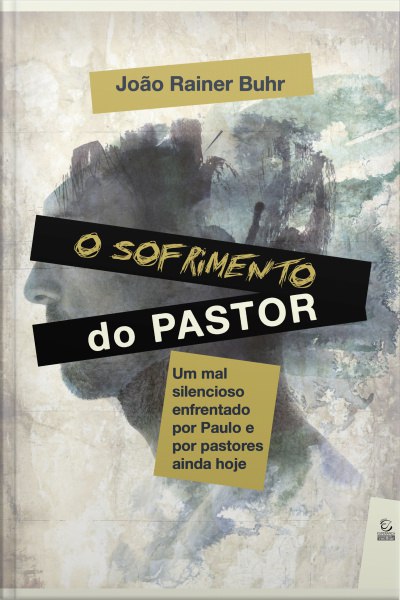 João Rainer Buhr
O SOFRIMENTO
do PASTOR
Um mal
silencioso
enfrentado
por Paulo e
por pastores
ainda hoje